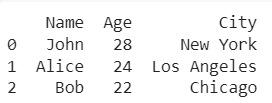 Name Age City
0 John 28 New York
1 Alice 24 Los Angeles
2 Bob 22 Chicago